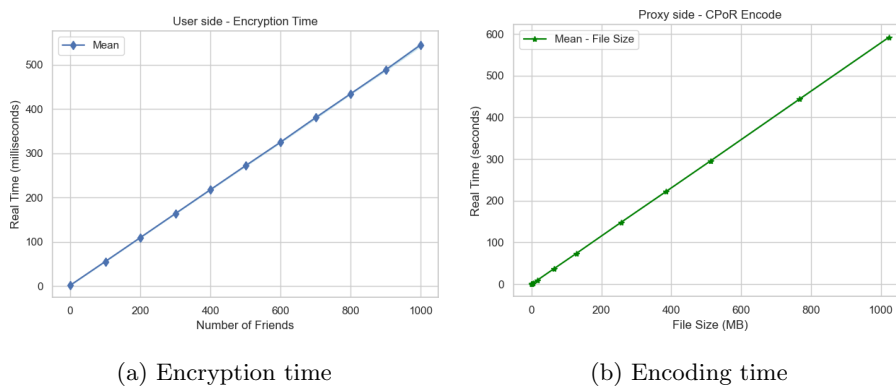 User side - Encryption Time
Mean
Real Time (milliseconds)
500
400
300
200
100
0
0 200 400 600 800 1000
Number of Friends
(a) Encryption time
Proxy side - CPoR Encode
Mean - File Size
Real Time (seconds)
600
500
400
300
200
100
0
0 200 400 600 800 1000
File Size (MB)
(b) Encoding time